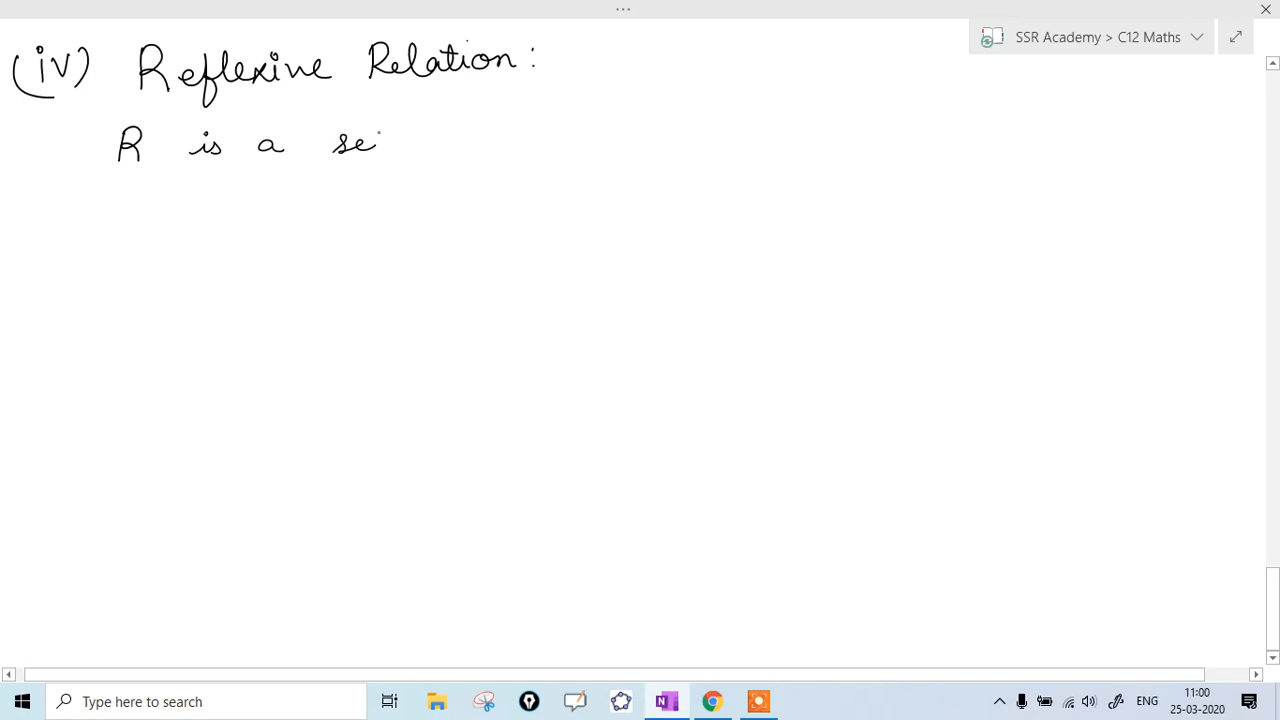 ...
SSR Academy > C12 Maths
(iv) Reflexive Relation:
R is a se
Type here to search
ENG
11:00
25-03-2020